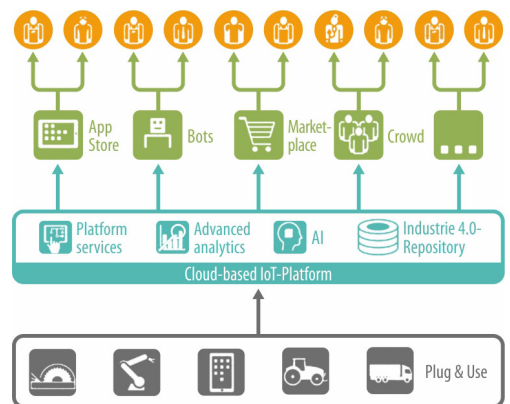 App
Store
Bots
Market-
place
Crowd
Platform
services
Advanced
analytics
AI
Industrie 4.0-
Repository
Cloud-based IoT-Platform
Plug & Use